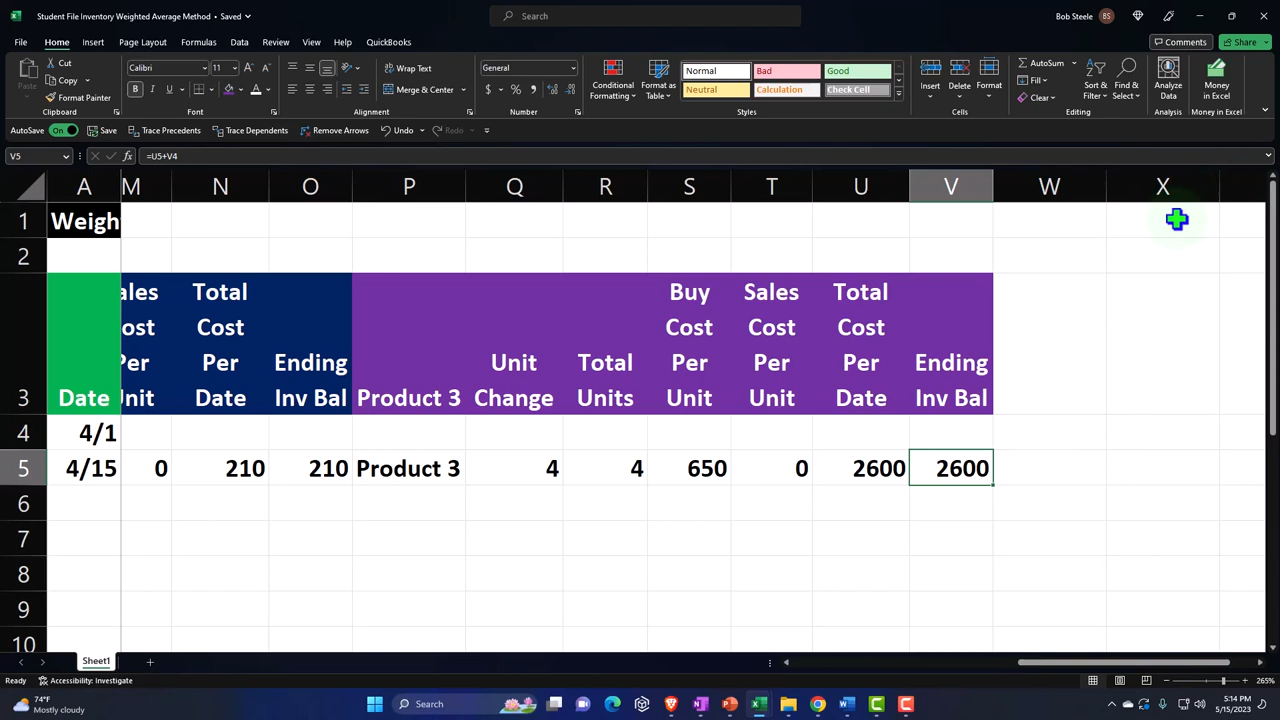 Student File Inventory Weighted Average Method • Saved
Search
Bob Steele BS
File Home Insert Page Layout Formulas Data Review View Help QuickBooks
Comments Share
Paste Cut Copy Format Painter Clipboard
Calibri 11 B I U A Font
Wrap Text Merge & Center Alignment
General $ % Number
Conditional Formatting Format as Table
Normal Bad Good
Neutral Calculation Check Cell
Styles
Insert Delete Format Cells
AutoSum Fill Clear Sort & Filter Find & Select Editing
Analyze Data Analysis
Money in Excel Money in Excel
AutoSave On Save Trace Precedents Trace Dependents Remove Arrows Undo Redo
V5 fx =U5+V4
A M N O P Q R S T U V W X
1 Weigh
2
ales Total Buy Sales Total
ost Cost Cost Cost Cost
Per Per Ending Unit Total Per Per Per Ending
3 Date Unit Date Inv Bal Product 3 Change Units Unit Unit Date Inv Bal
4 4/1
5 4/15 0 210 210 Product 3 4 4 650 0 2600 2600
6
7
8
9
10
Sheet1
Ready Accessibility: Investigate 265%
74°F
Mostly cloudy
Search
5:14 PM
5/15/2023